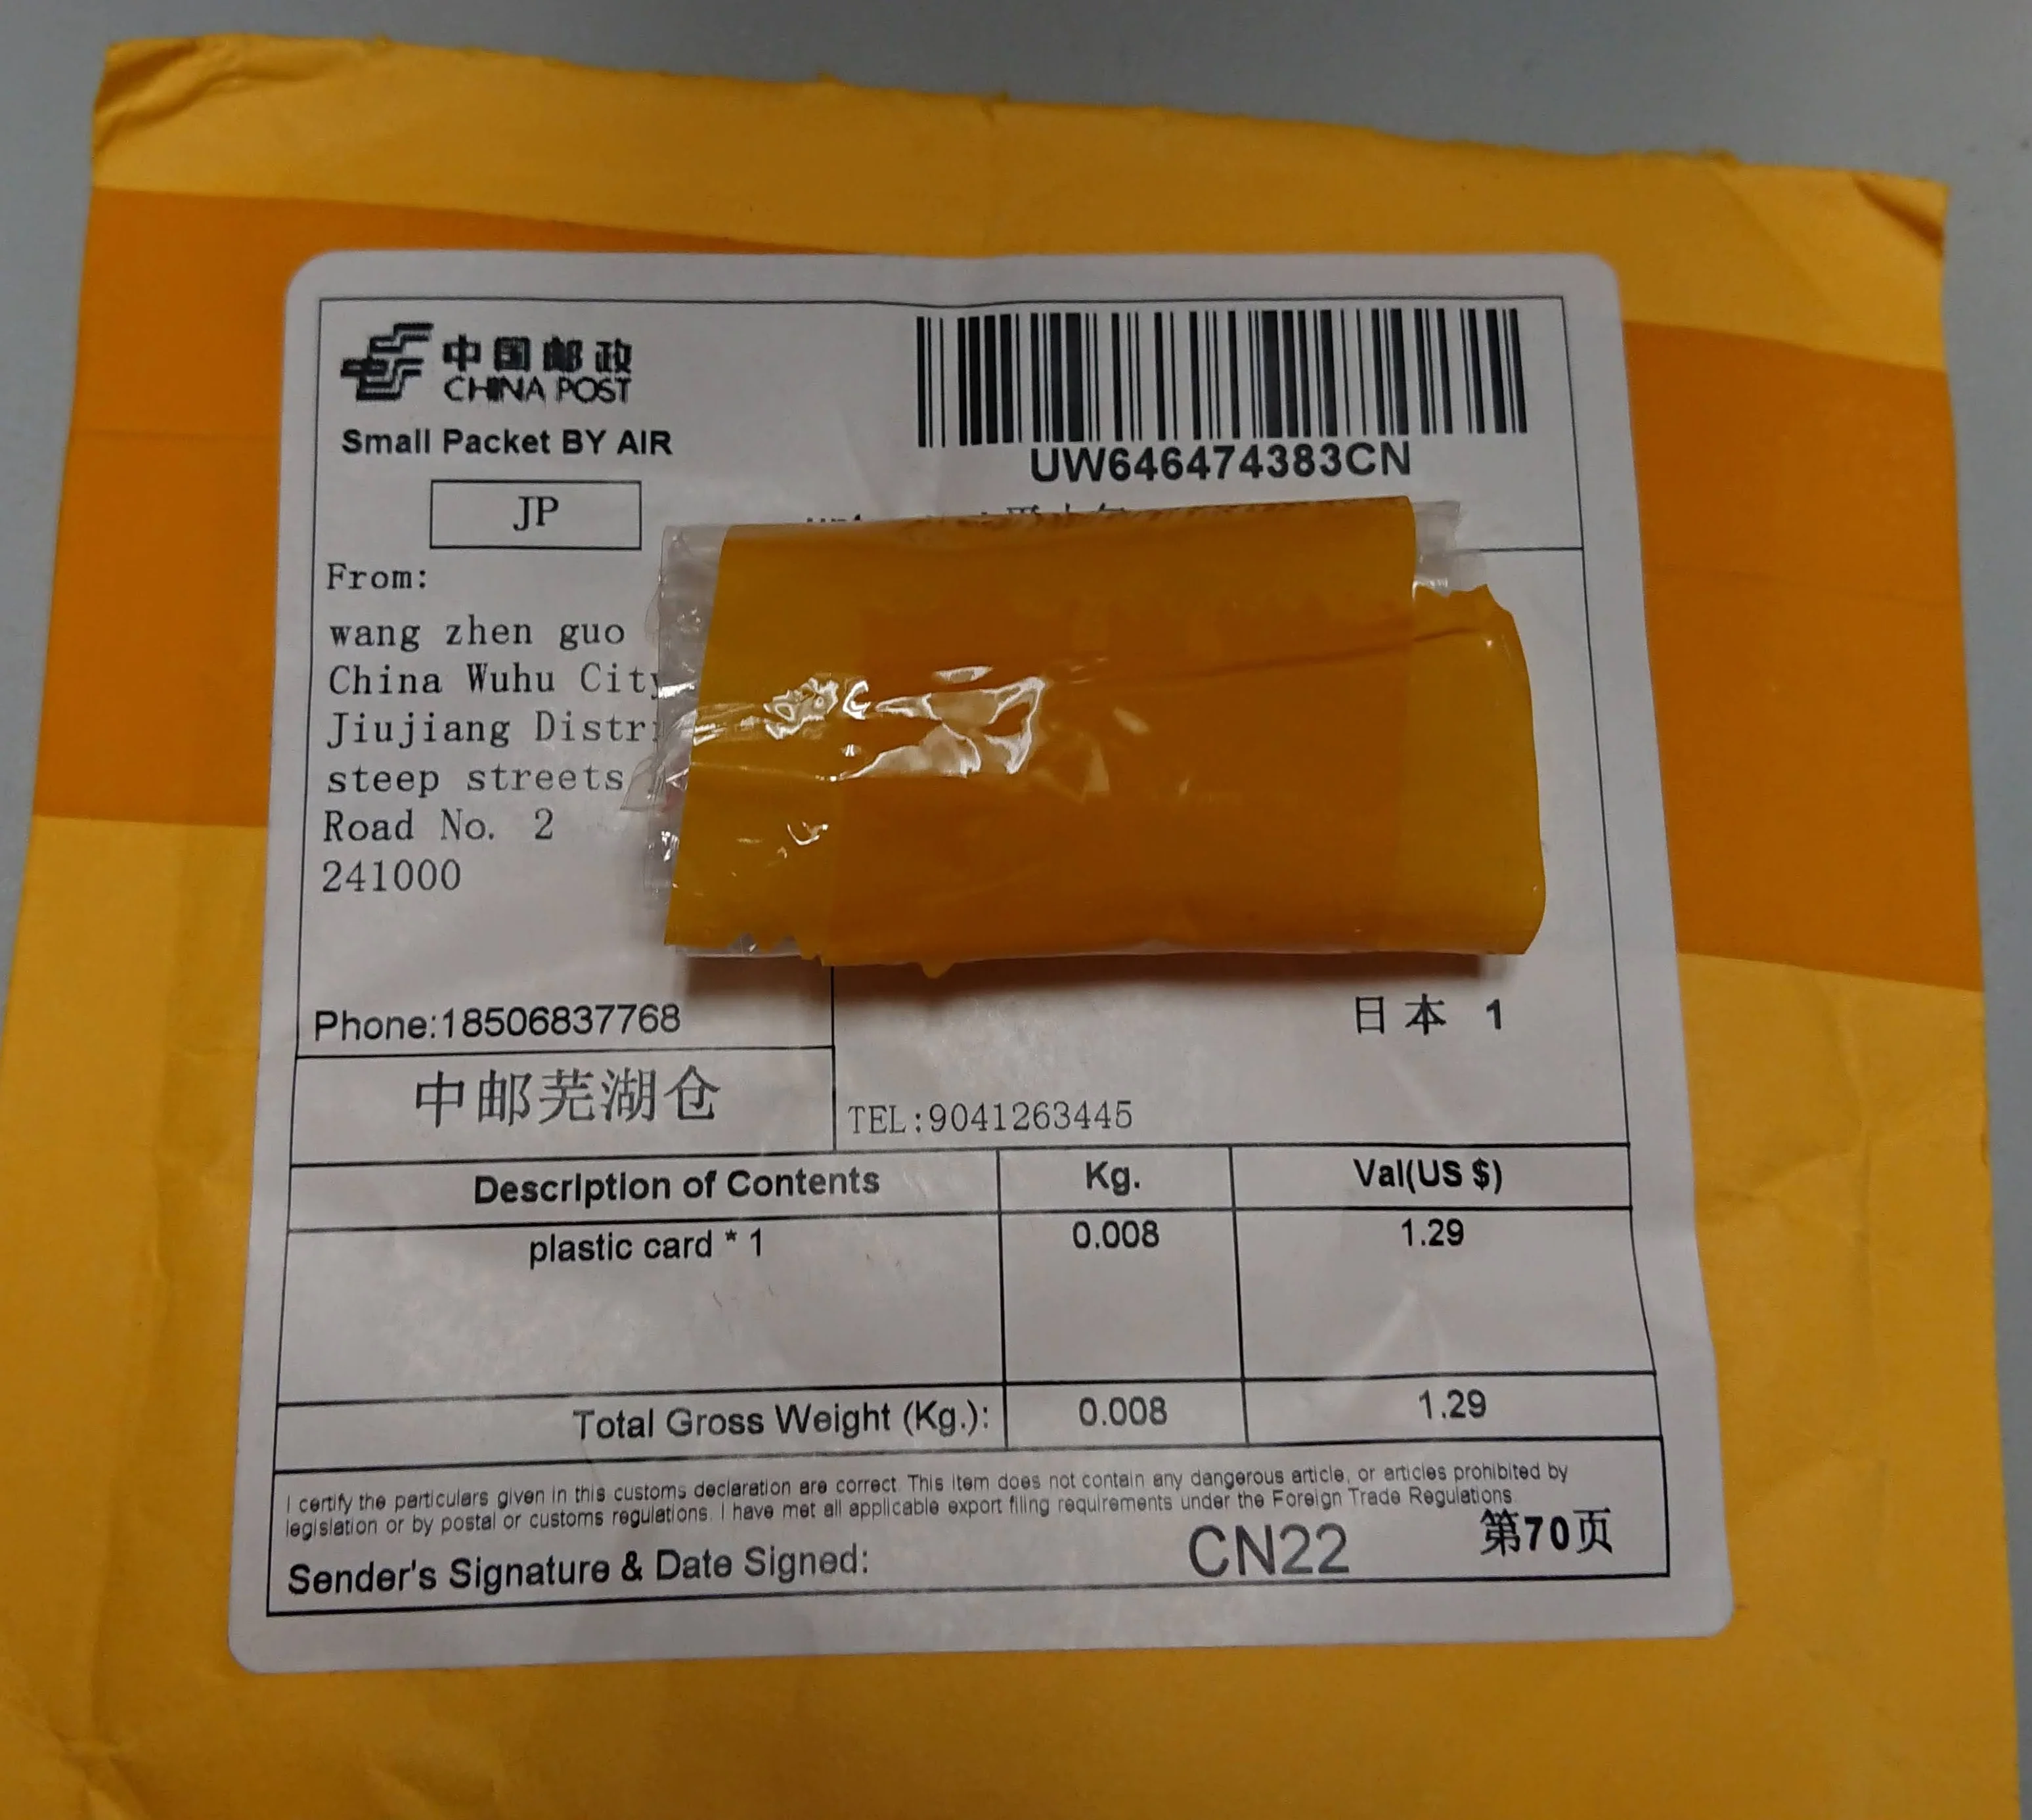 中国邮政
CHINA POST
Small Packet BY AIR
UW646474383CN
JP
From:
wang zhen guo
China Wuhu City
Jiujiang Distr
steep streets
Road No. 2
241000
Phone:18506837768
日本 1
中邮芜湖仓
TEL:9041263445
Description of Contents Kg. Val(US $)
plastic card * 1 0.008 1.29
Total Gross Weight (Kg.): 0.008 1.29
I certify the particulars given in this customs declaration are correct. This item does not contain any dangerous article, or articles prohibited by
legislation or by postal or customs regulations. I have met all applicable export filing requirements under the Foreign Trade Regulations.
Sender's Signature & Date Signed:
CN22
第70页